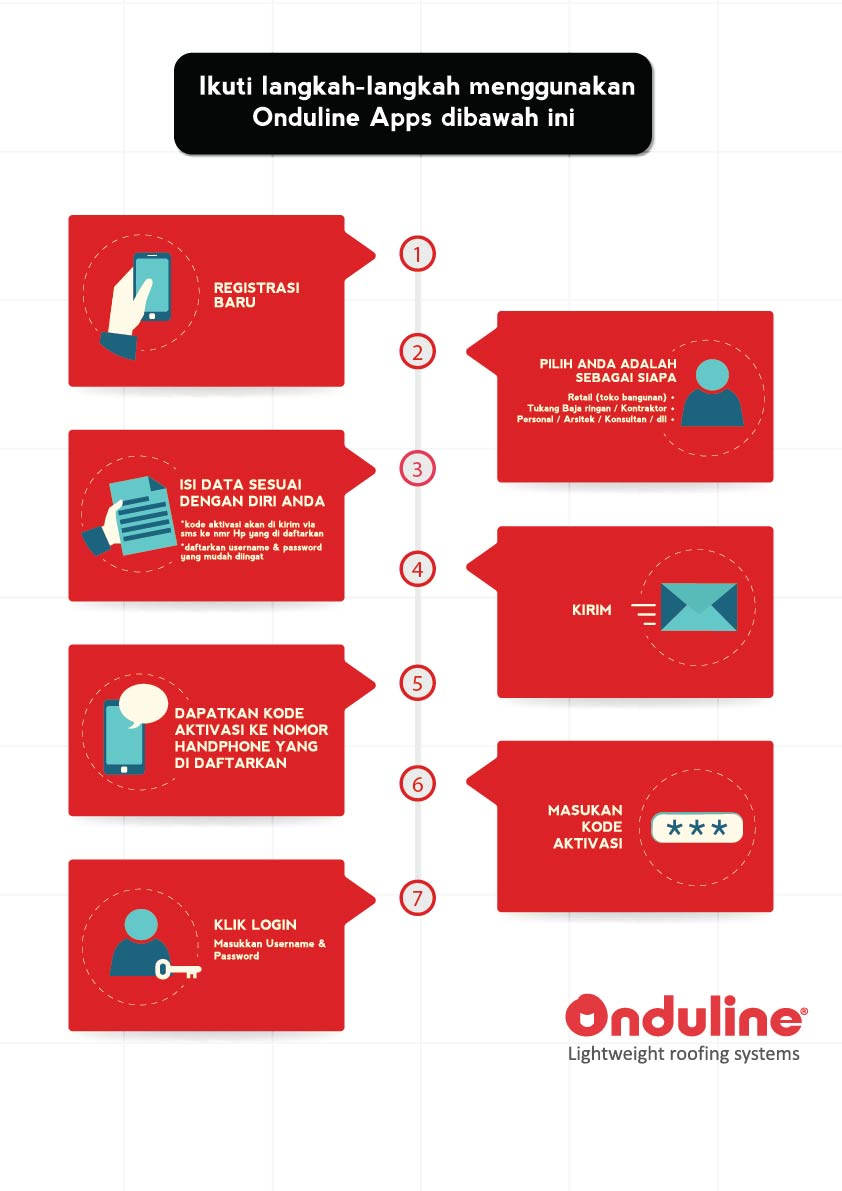 Ikuti langkah-langkah menggunakan
Onduline Apps dibawah ini
1
REGISTRASI
BARU
2
PILIH ANDA ADALAH
SEBAGAI SIAPA
Retail (toko bangunan) •
Tukang Baja ringan / Kontraktor •
Personal / Arsitek / Konsultan / dll •
3
ISI DATA SESUAI
DENGAN DIRI ANDA
*kode aktivasi akan di kirim via
sms ke nmr Hp yang di daftarkan
*daftarkan username & password
yang mudah diingat
4
KIRIM
5
DAPATKAN KODE
AKTIVASI KE NOMOR
HANDPHONE YANG
DI DAFTARKAN
6
MASUKAN
KODE
AKTIVASI
***
7
KLIK LOGIN
Masukkan Username &
Password
Onduline®
Lightweight roofing systems